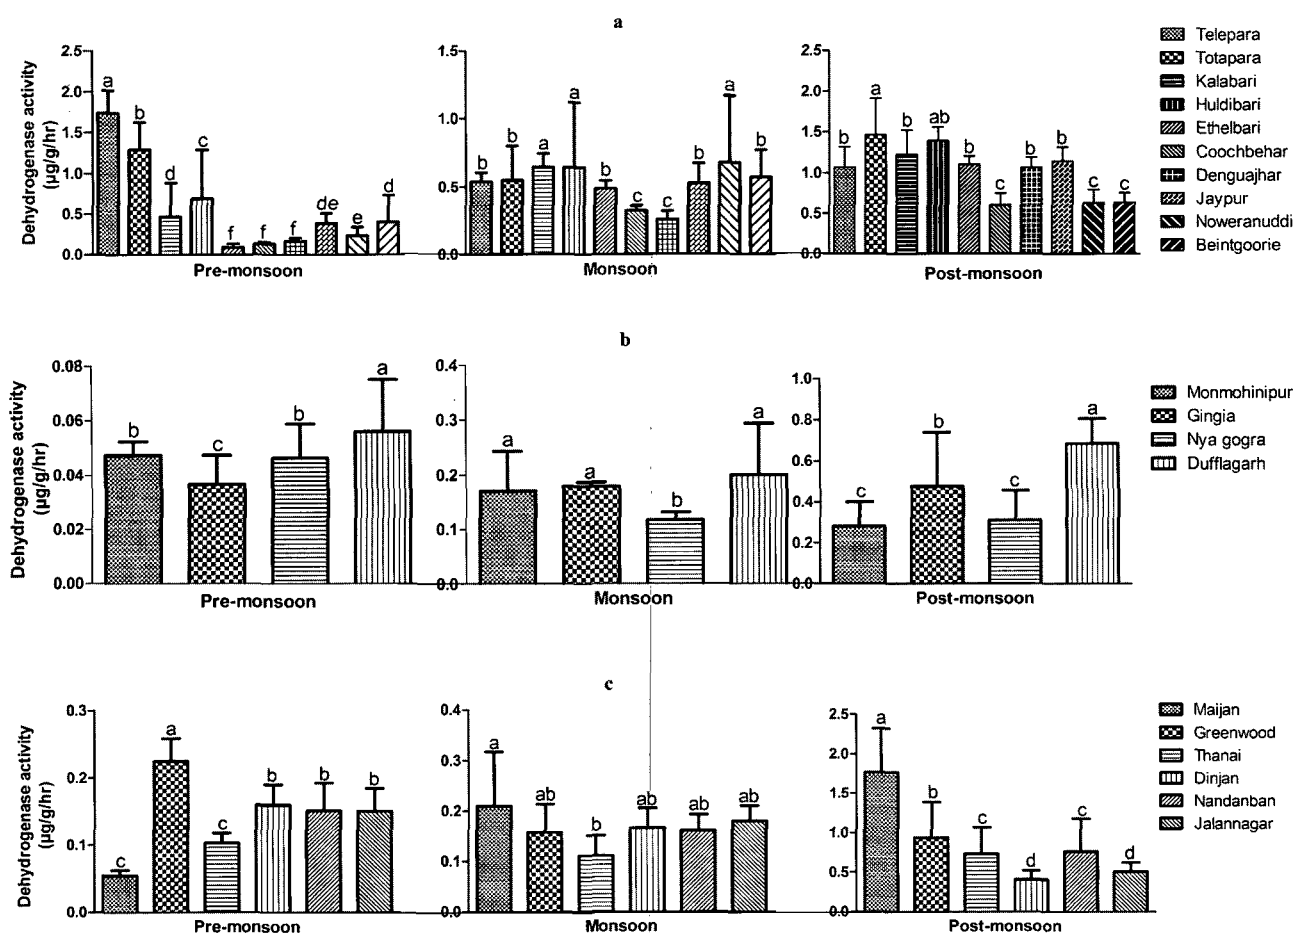 a
Dehydrogenase activity
(µg/g/hr)
2.5
2.0
1.5
1.0
0.5
0.0
a
b
d
c
f
f
f
de
e
d
Pre-monsoon
1.5
1.0
0.5
0.0
b
b
a
a
b
c
c
b
a
b
Monsoon
2.5
2.0
1.5
1.0
0.5
0.0
b
a
b
ab
b
c
b
b
c
c
Post-monsoon
Telepara
Totapara
Kalabari
Huldibari
Ethelbari
Coochbehar
Denguajhar
Jaypur
Noweranuddi
Beintgoorie
b
Dehydrogenase activity
(µg/g/hr)
0.08
0.06
0.04
0.02
0.00
b
c
b
a
Pre-monsoon
0.4
0.3
0.2
0.1
0.0
a
a
b
a
Monsoon
1.0
0.8
0.6
0.4
0.2
0.0
c
b
c
a
Post-monsoon
Monmohinipur
Gingia
Nya gogra
Dufflagarh
c
Dehydrogenase activity
(µg/g/hr)
0.3
0.2
0.1
0.0
c
a
c
b
b
b
Pre-monsoon
0.4
0.3
0.2
0.1
0.0
a
ab
b
ab
ab
ab
Monsoon
2.5
2.0
1.5
1.0
0.5
0.0
a
b
c
d
c
d
Post-monsoon
Maijan
Greenwood
Thanai
Dinjan
Nandanban
Jalannagar